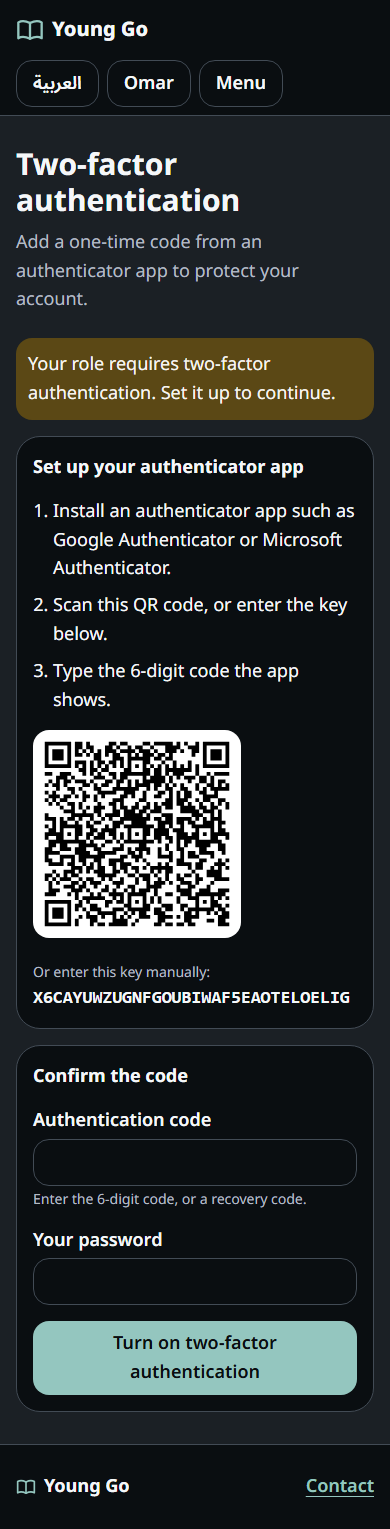 Young Go
العربية
Omar
Menu
Two-factor
authentication
Add a one-time code from an
authenticator app to protect your
account.
Your role requires two-factor
authentication. Set it up to continue.
Set up your authenticator app
1. Install an authenticator app such as
Google Authenticator or Microsoft
Authenticator.
2. Scan this QR code, or enter the key
below.
3. Type the 6-digit code the app
shows.
Or enter this key manually:
X6CAYUWZUGNFGOUBIWAF5EAOTELOELIG
Confirm the code
Authentication code
Enter the 6-digit code, or a recovery code.
Your password
Turn on two-factor
authentication
Young Go
Contact